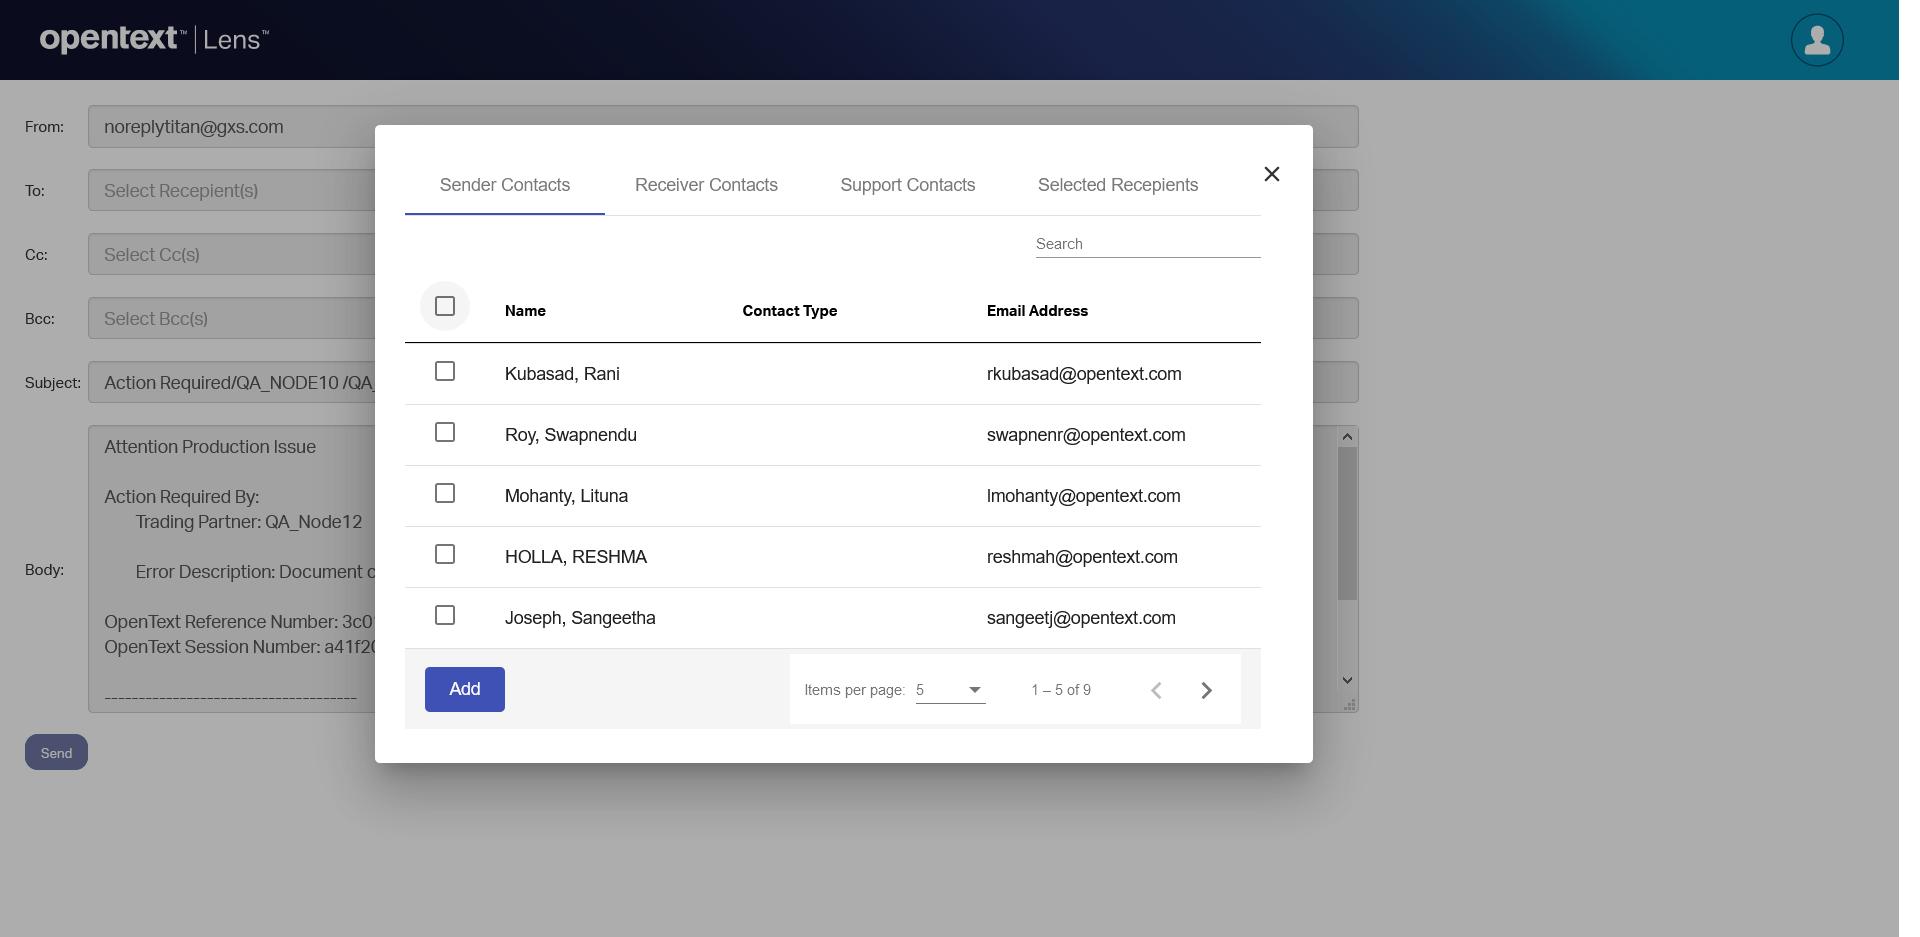 opentext™ | Lens™
From: noreplytitan@gxs.com
To: Select Recepient(s)
Cc: Select Cc(s)
Bcc: Select Bcc(s)
Subject: Action Required/QA_NODE10 /QA_
Body:
Attention Production Issue
Action Required By:
Trading Partner: QA_Node12
Error Description: Document
OpenText Reference Number: 3c0
OpenText Session Number: a41f20
-------------------------------------
Send
Sender Contacts Receiver Contacts Support Contacts Selected Recepients
Search
Name Contact Type Email Address
Kubasad, Rani rkubasad@opentext.com
Roy, Swapnendu swapnenr@opentext.com
Mohanty, Lituna lmohanty@opentext.com
HOLLA, RESHMA reshmah@opentext.com
Joseph, Sangeetha sangeetj@opentext.com
Add Items per page: 5 1 – 5 of 9